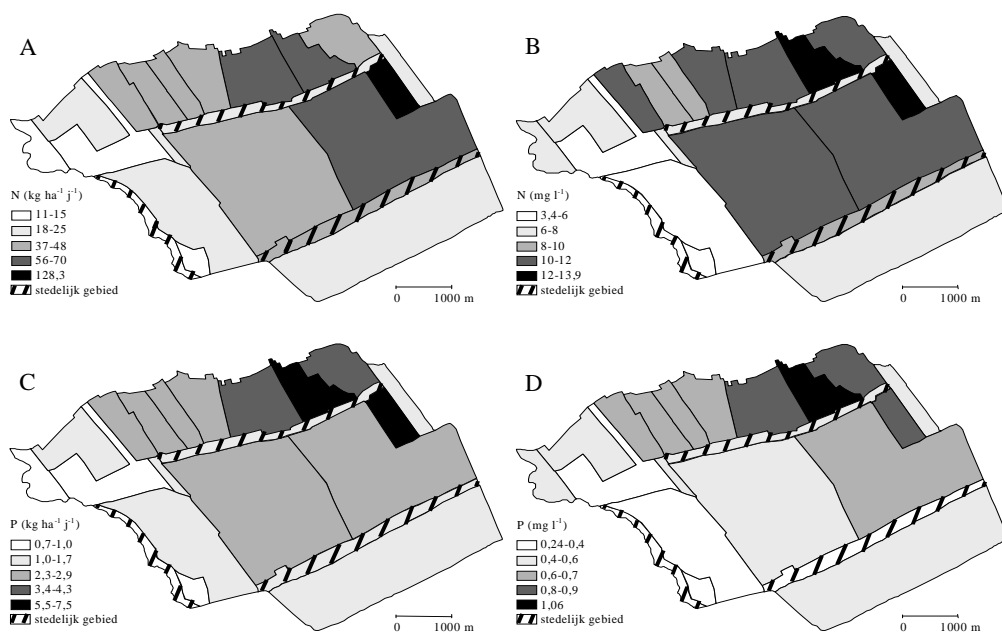 A
N (kg ha⁻¹ j⁻¹)
11-15
18-25
37-48
56-70
128,3
stedelijk gebied
0 1000 m
B
N (mg l⁻¹)
3,4-6
6-8
8-10
10-12
12-13,9
stedelijk gebied
0 1000 m
C
P (kg ha⁻¹ j⁻¹)
0,7-1,0
1,0-1,7
2,3-2,9
3,4-4,3
5,5-7,5
stedelijk gebied
0 1000 m
D
P (mg l⁻¹)
0,24-0,4
0,4-0,6
0,6-0,7
0,8-0,9
1,06
stedelijk gebied
0 1000 m